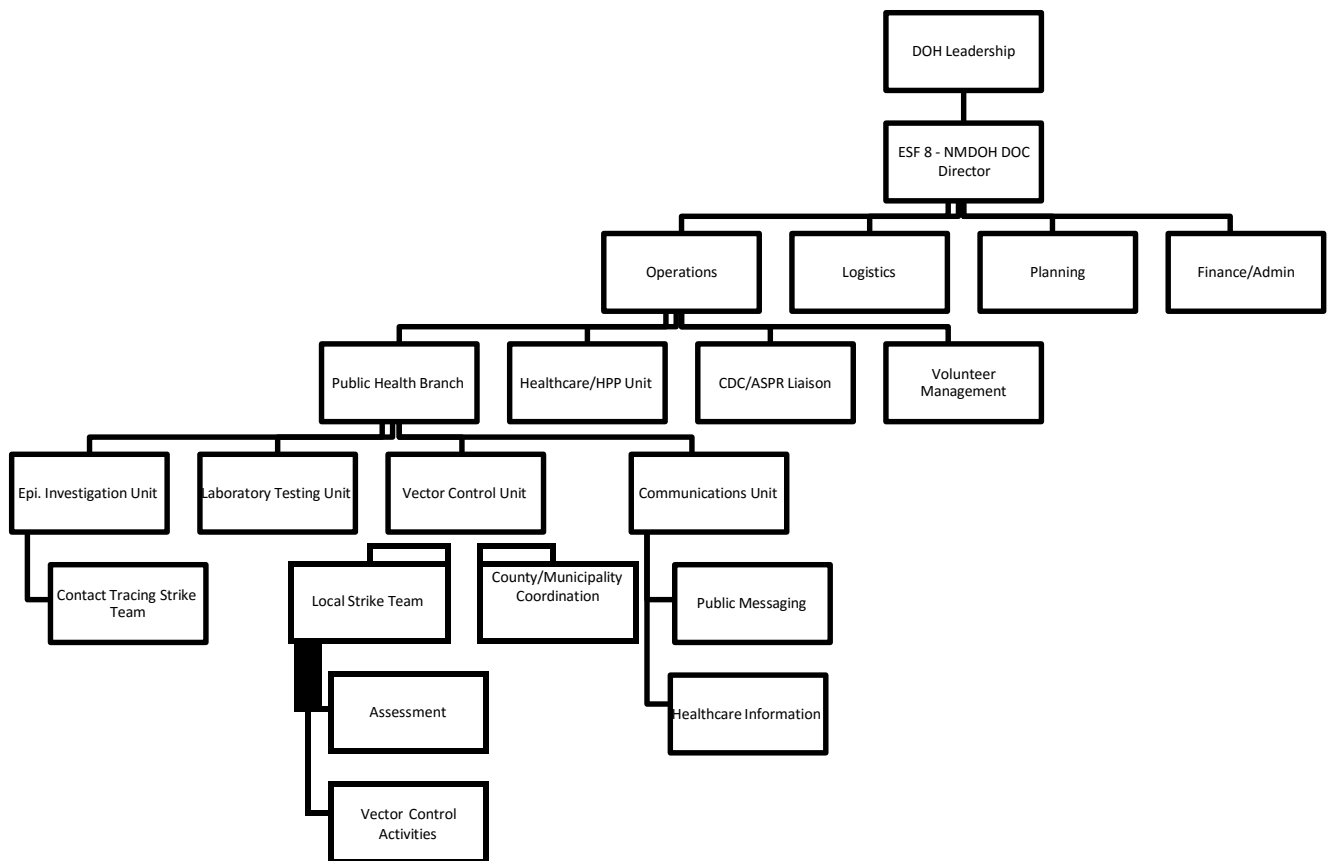 DOH Leadership
ESF 8 - NMDOH DOC
Director
Operations
Logistics
Planning
Finance/Admin
Public Health Branch
Healthcare/HPP Unit
CDC/ASPR Liaison
Volunteer
Management
Epi. Investigation Unit
Laboratory Testing Unit
Vector Control Unit
Communications Unit
Contact Tracing Strike
Team
Local Strike Team
County/Municipality
Coordination
Public Messaging
Assessment
Healthcare Information
Vector Control
Activities